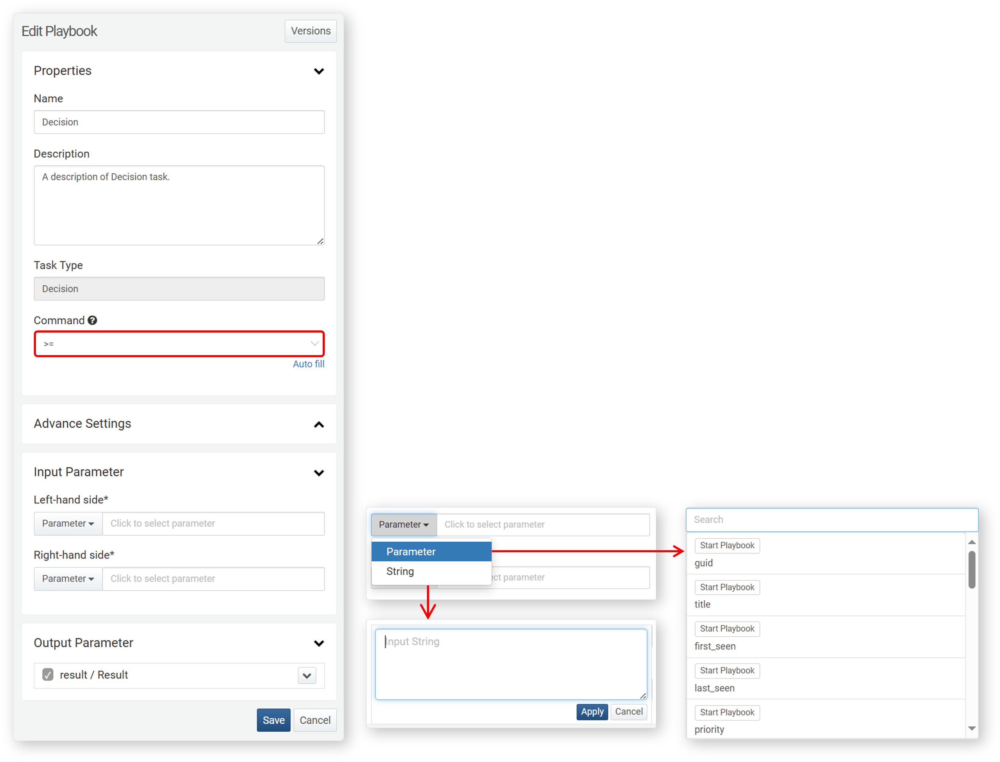 Edit Playbook
Versions
Properties
Name
Decision
Description
A description of Decision task.
Task Type
Decision
Command
>=
Auto fill
Advance Settings
Input Parameter
Left-hand side*
Parameter Click to select parameter
Right-hand side*
Parameter Click to select parameter
Output Parameter
result / Result
Save Cancel
Parameter Click to select parameter
Parameter
String
parameter
Input String
Apply Cancel
Search
Start Playbook
guid
Start Playbook
title
Start Playbook
first_seen
Start Playbook
last_seen
Start Playbook
priority